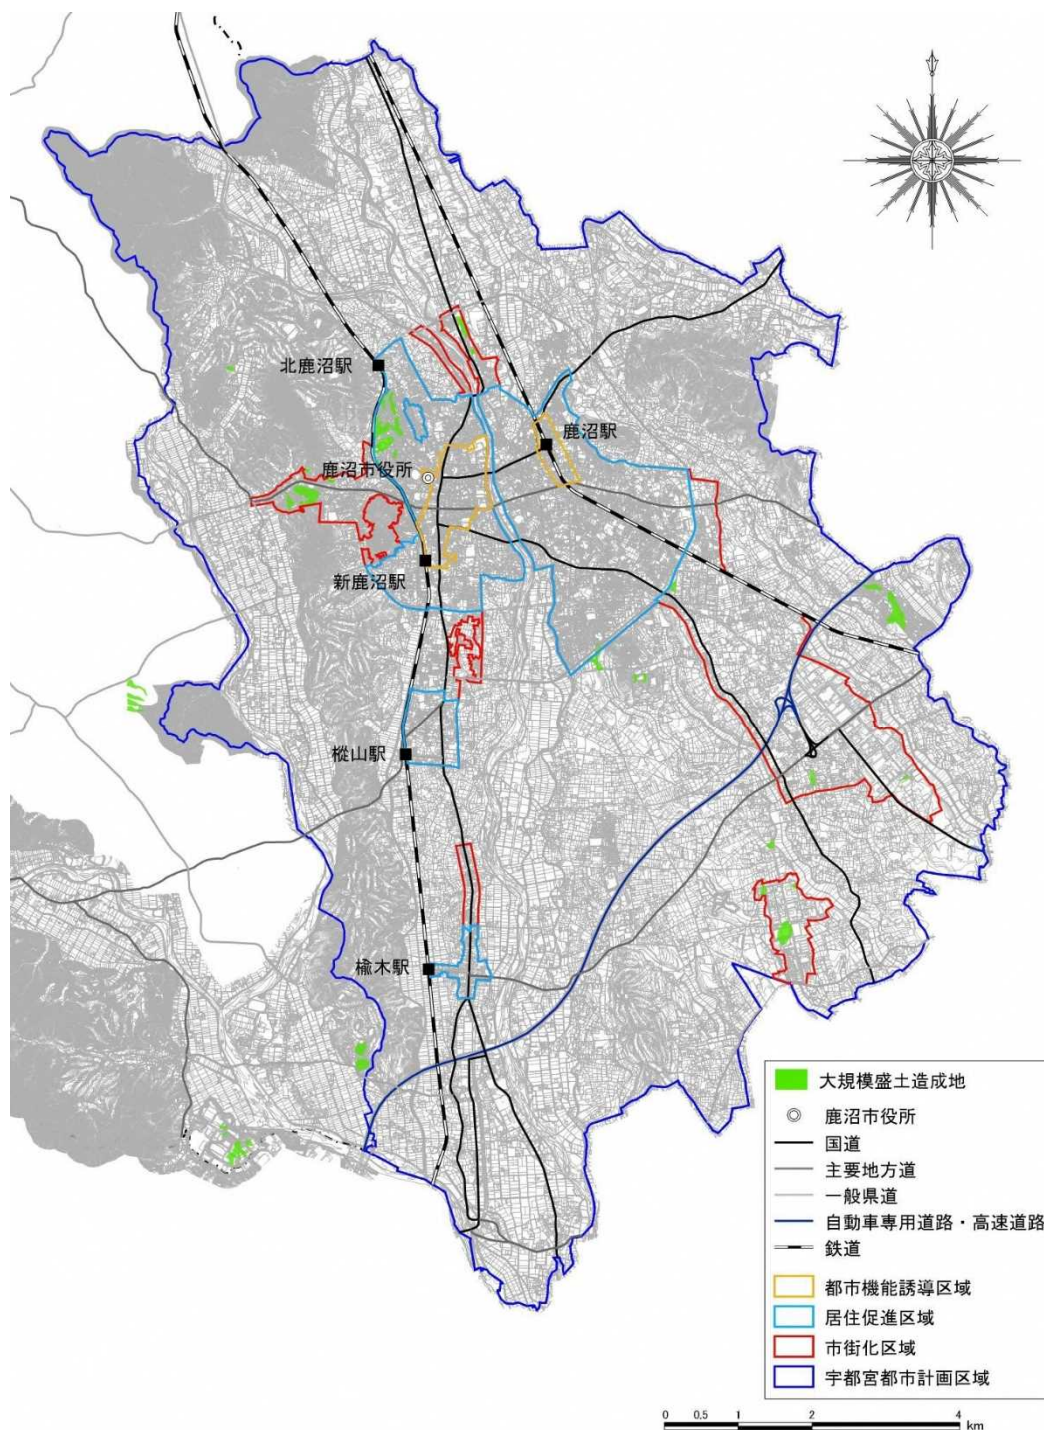 北鹿沼駅
鹿沼駅
鹿沼市役所
新鹿沼駅
樅山駅
楡木駅
大規模盛土造成地
鹿沼市役所
国道
主要地方道
一般県道
自動車専用道路・高速道路
鉄道
都市機能誘導区域
居住促進区域
市街化区域
宇都宮都市計画区域
0 0.5 1 2 4 km